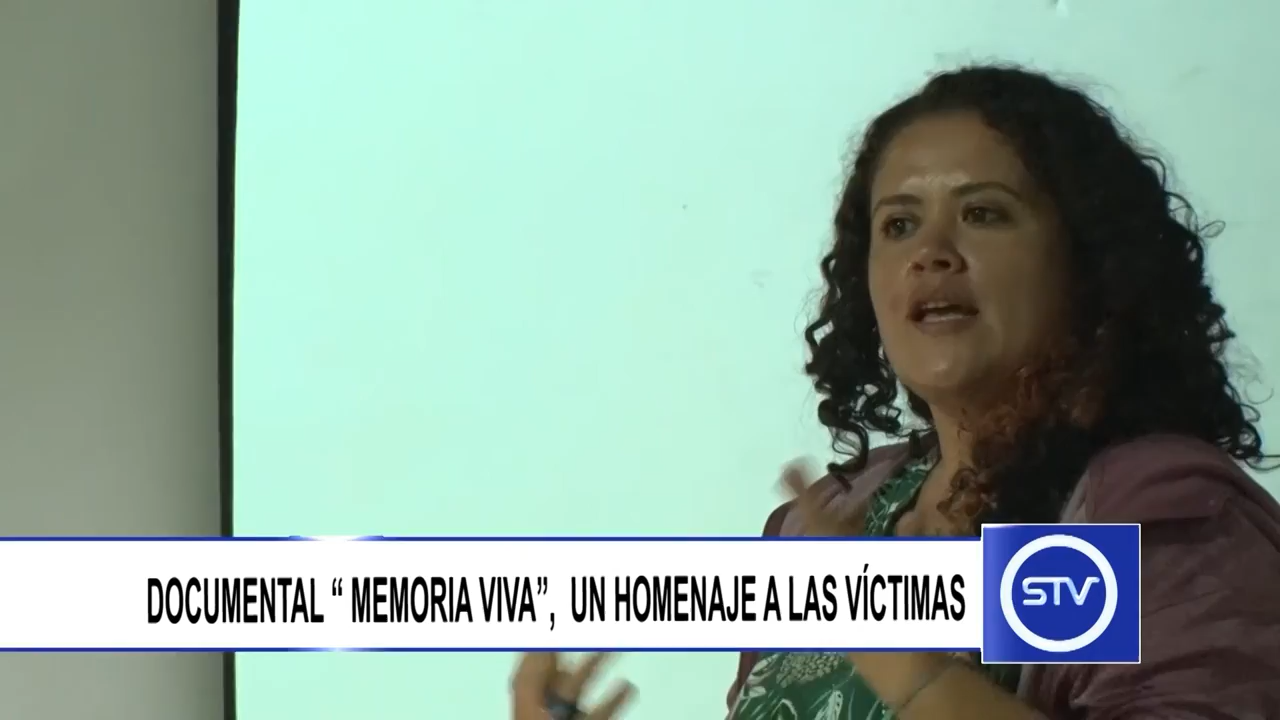 DOCUMENTAL “ MEMORIA VIVA”, UN HOMENAJE A LAS VÍCTIMAS
STV